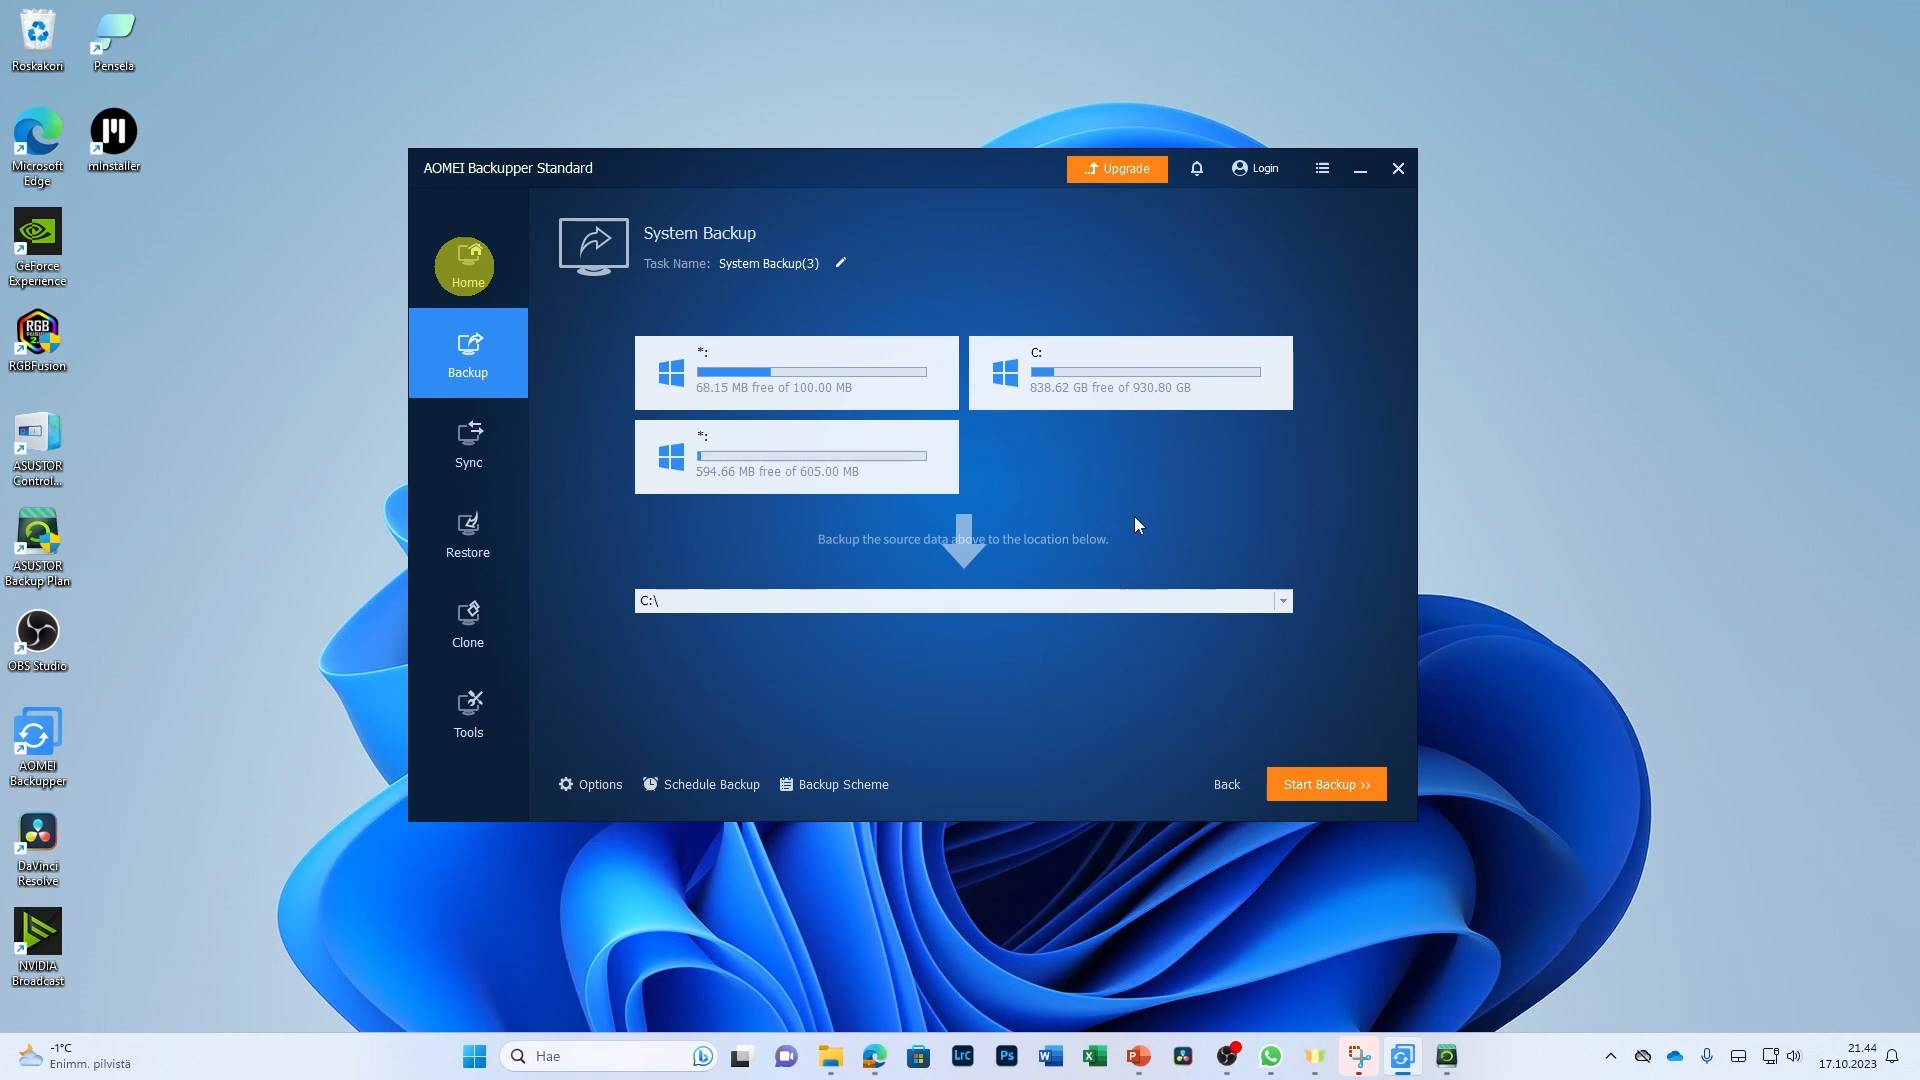 Roskakori
Pensela
Microsoft
Edge
mInstaller
GeForce
Experience
RGB
RGBFusion
ASUSTOR
Control...
ASUSTOR
Backup Plan
OBS Studio
AOMEI
Backupper
DaVinci
Resolve
NVIDIA
Broadcast
AOMEI Backupper Standard
Upgrade
Login
Home
Backup
Sync
Restore
Clone
Tools
System Backup
Task Name: System Backup(3)
*:
68.15 MB free of 100.00 MB
C:
838.62 GB free of 930.80 GB
*:
594.66 MB free of 605.00 MB
Backup the source data above to the location below.
C:\
Options
Schedule Backup
Backup Scheme
Back
Start Backup >>
-1°C
Enimm. pilvistä
Hae
Lrc
Ps
21.44
17.10.2023